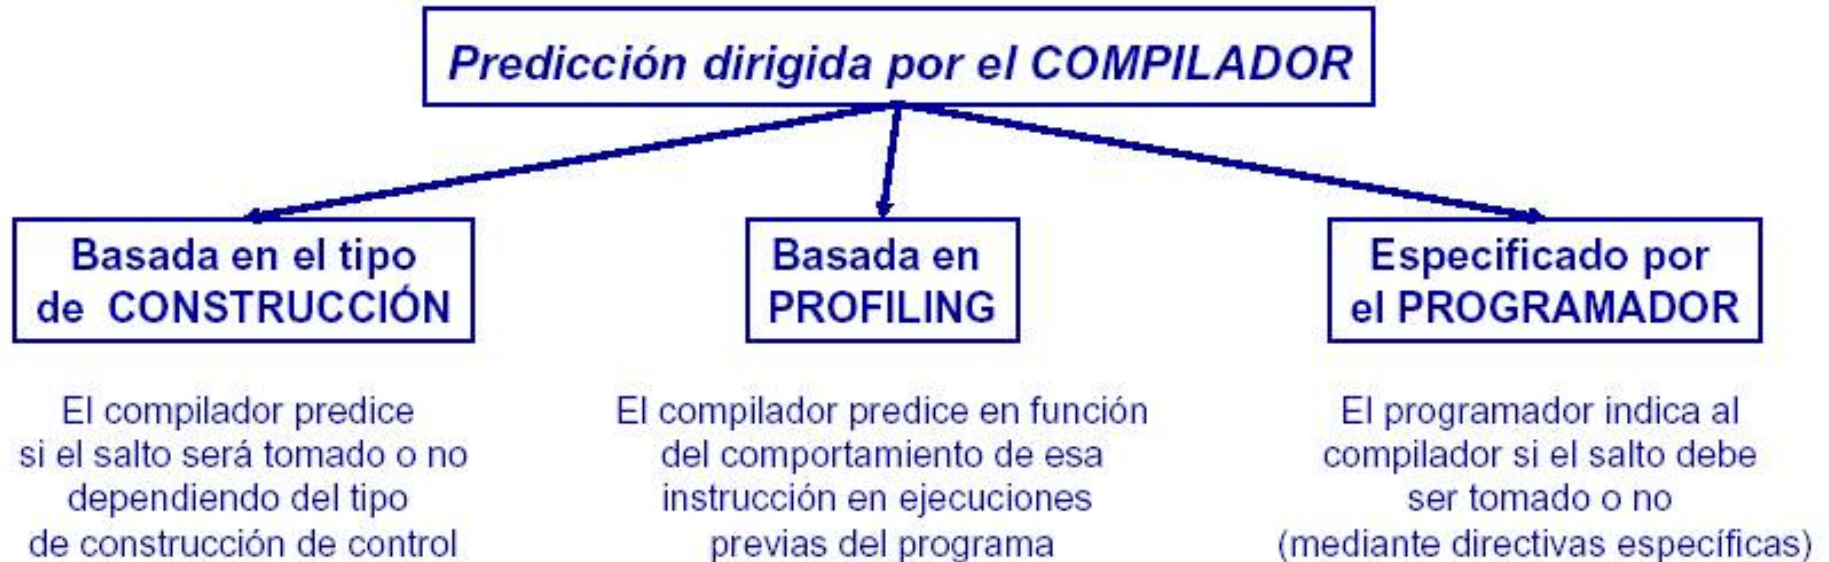 Predicción dirigida por el COMPILADOR
Basada en el tipo
de CONSTRUCCIÓN
El compilador predice
si el salto será tomado o no
dependiendo del tipo
de construcción de control
Basada en
PROFILING
El compilador predice en función
del comportamiento de esa
instrucción en ejecuciones
previas del programa
Especificado por
el PROGRAMADOR
El programador indica al
compilador si el salto debe
ser tomado o no
(mediante directivas específicas)